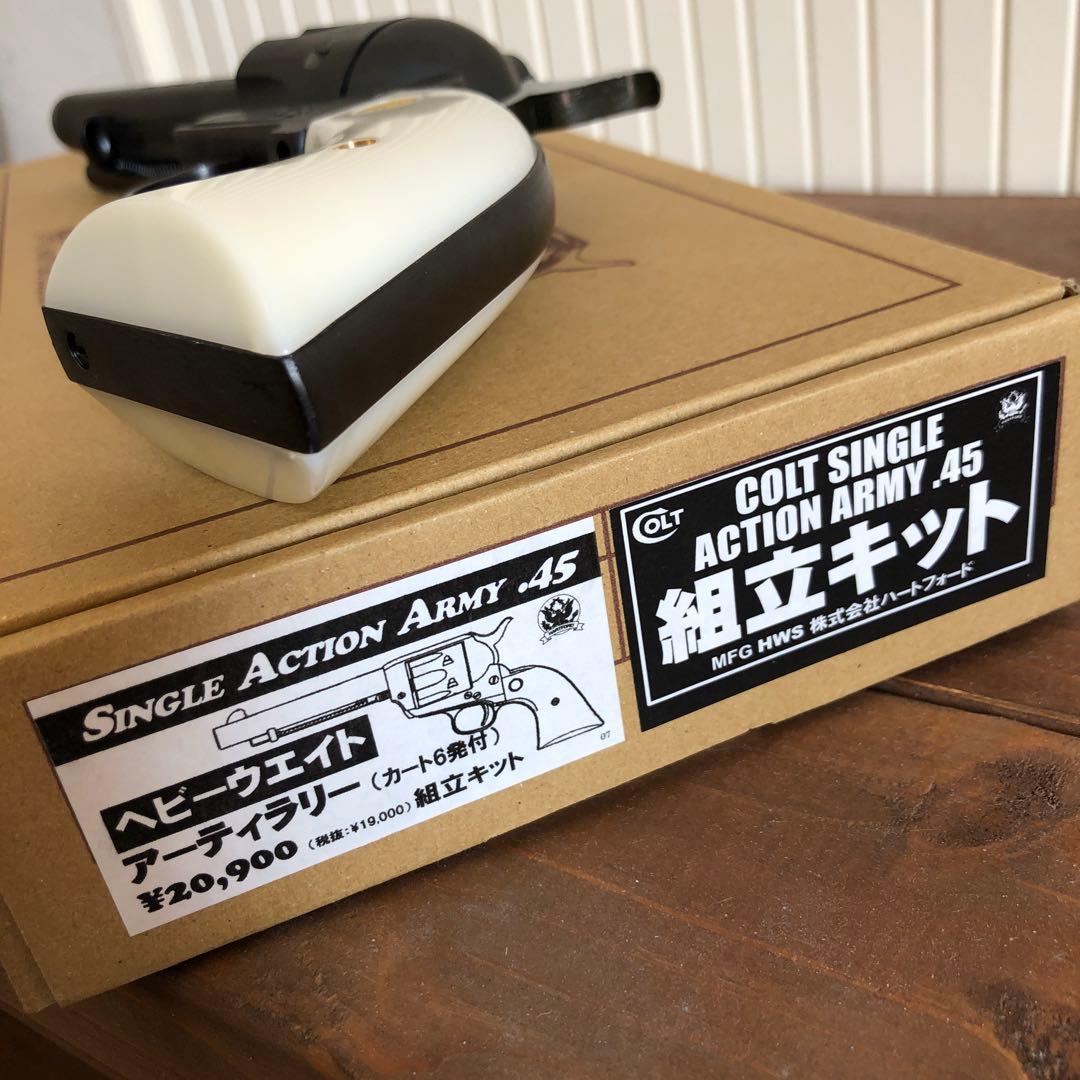 SINGLE ACTION ARMY .45
ヘビーウエイト
アーティラリー（カート6発付）
¥20,900（税抜:¥19,000）組立キット
07
COLT
COLT SINGLE
ACTION ARMY .45
組立キット
MFG HWS 株式会社ハートフォード